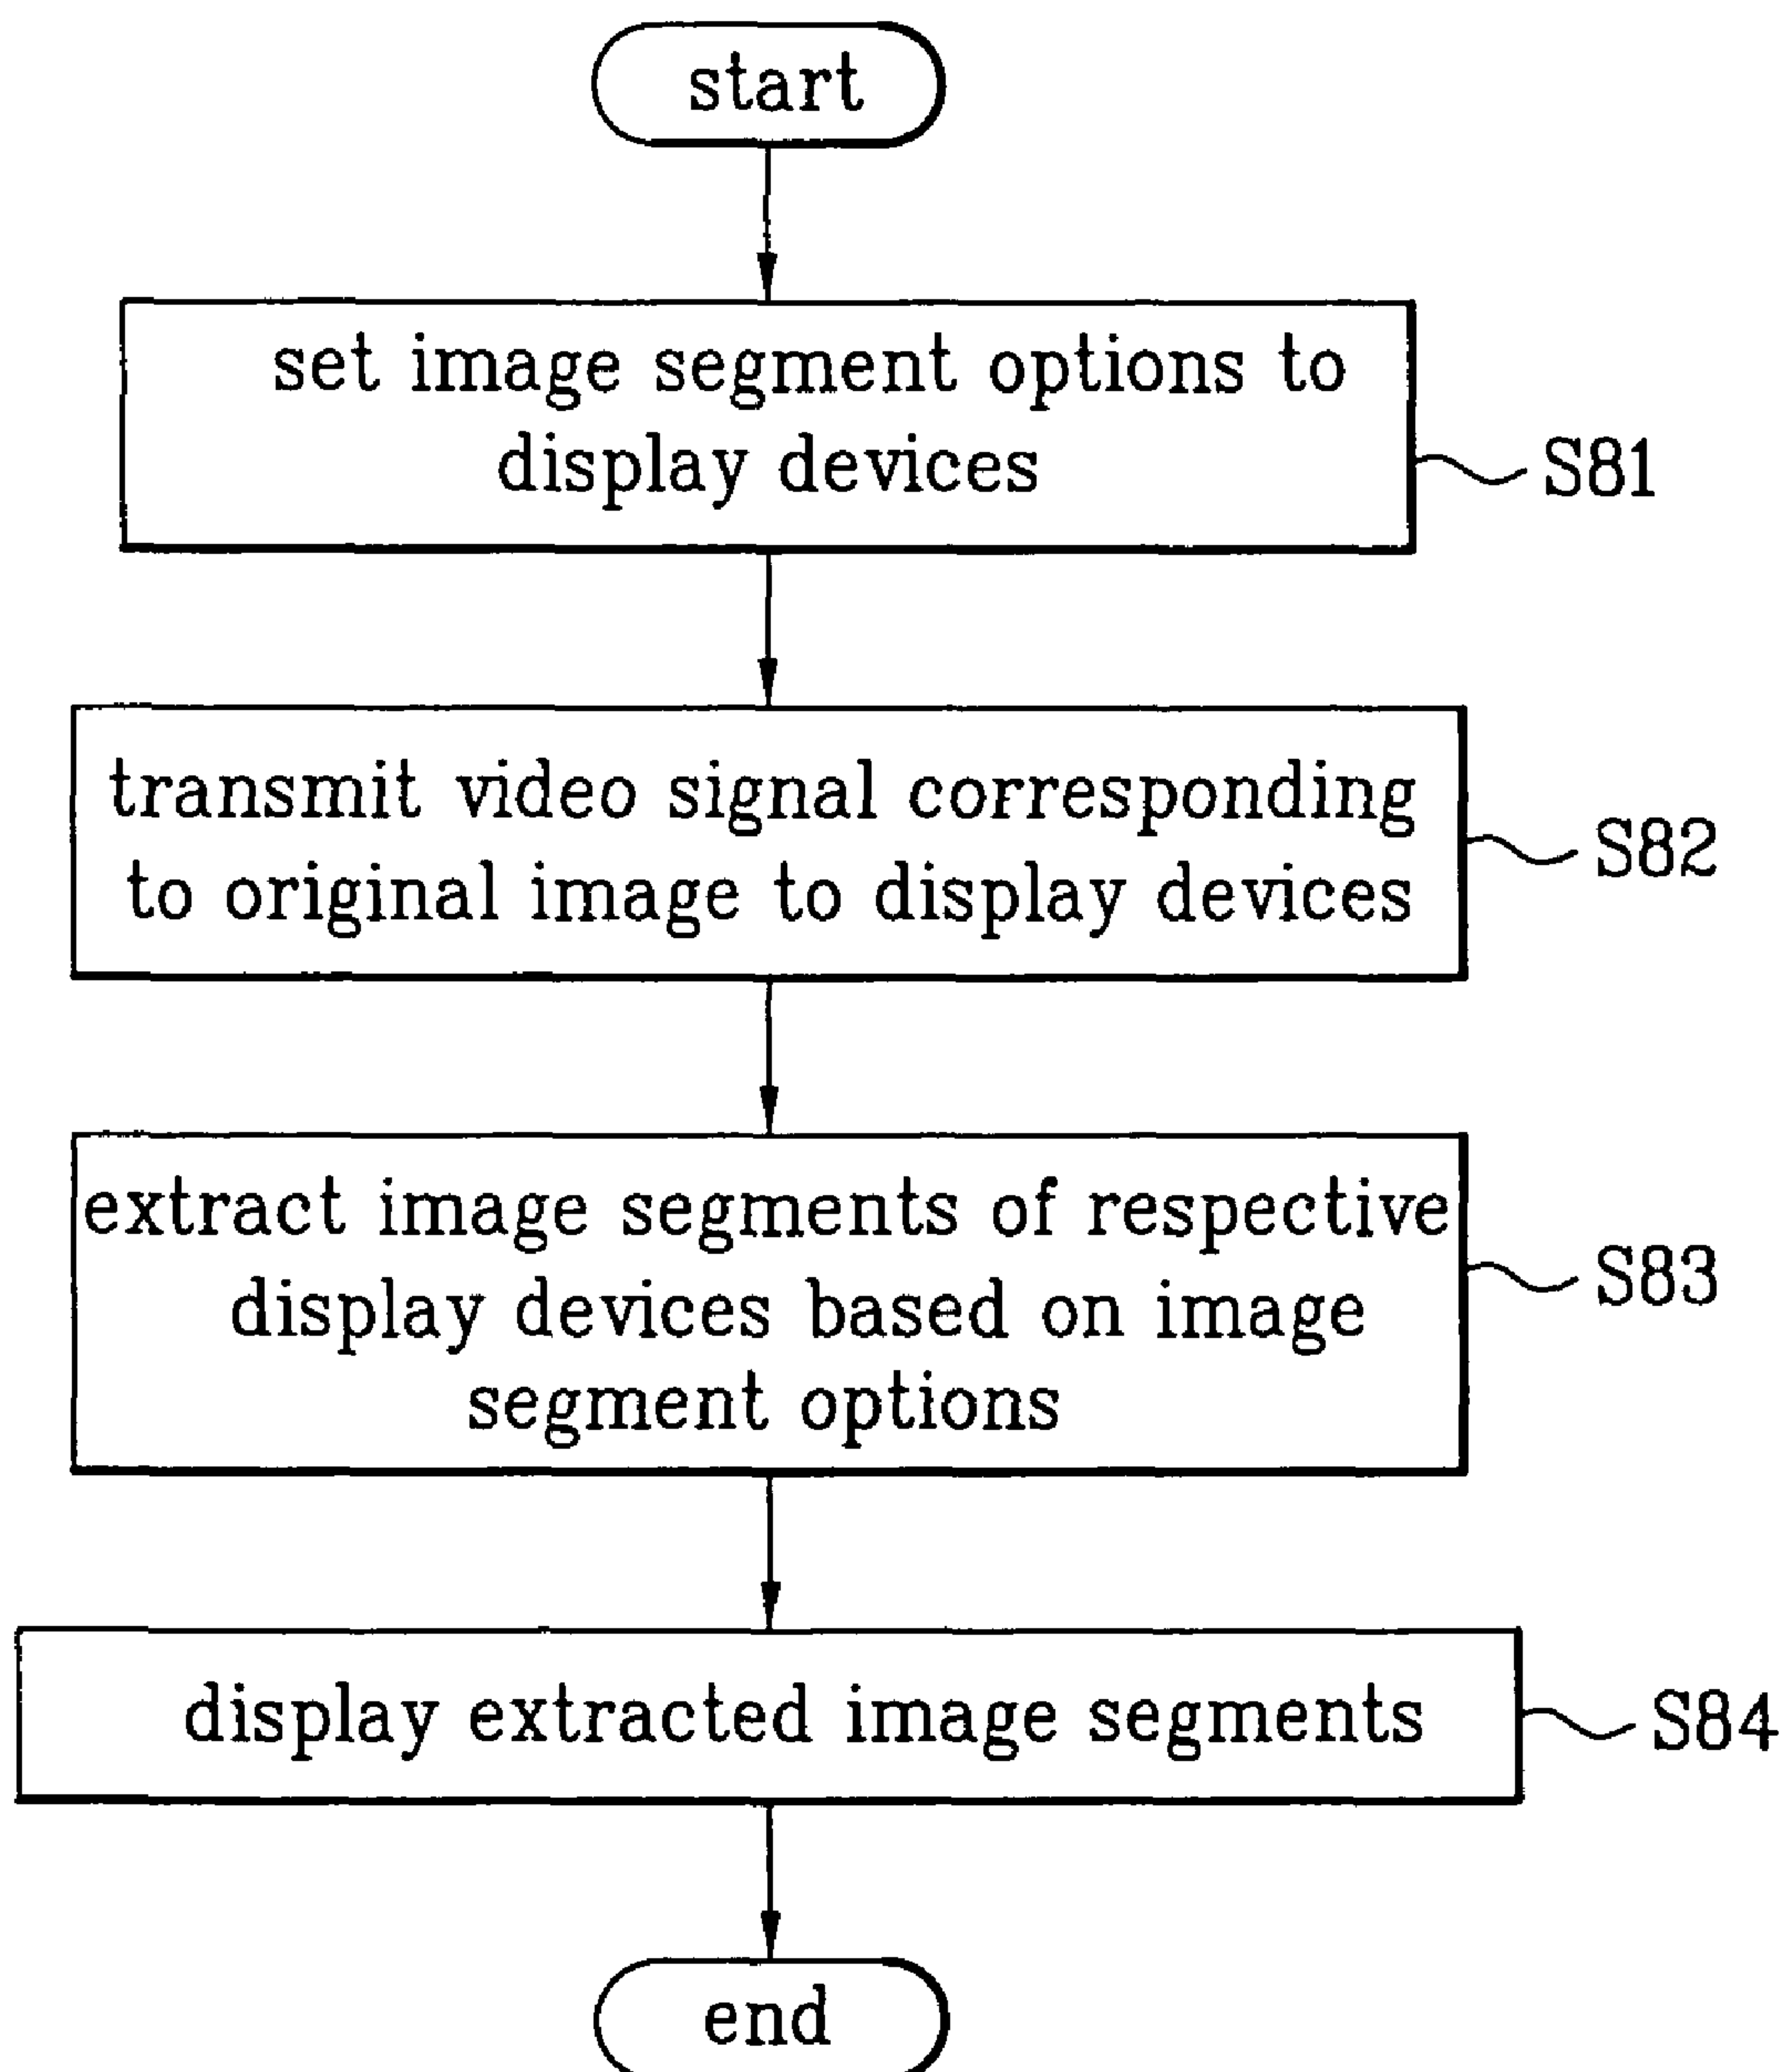 start
set image segment options to
display devices
S81
transmit video signal corresponding
to original image to display devices
S82
extract image segments of respective
display devices based on image
segment options
S83
display extracted image segments
S84
end